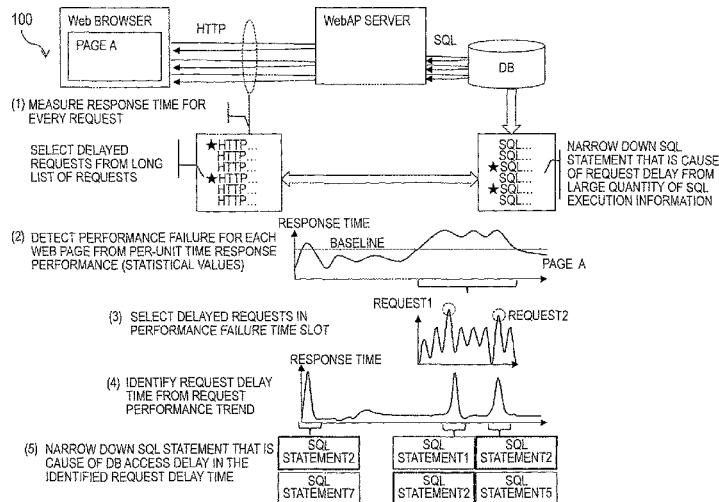 100
Web BROWSER
PAGE A
HTTP
WebAP SERVER
SQL
DB
(1) MEASURE RESPONSE TIME FOR
EVERY REQUEST
SELECT DELAYED
REQUESTS FROM LONG
LIST OF REQUESTS
★HTTP...
HTTP...
HTTP...
★HTTP...
HTTP...
HTTP...
SQL...
SQL...
★SQL...
SQL...
★SQL...
SQL...
NARROW DOWN SQL
STATEMENT THAT IS CAUSE
OF REQUEST DELAY FROM
LARGE QUANTITY OF SQL
EXECUTION INFORMATION
(2) DETECT PERFORMANCE FAILURE FOR EACH
WEB PAGE FROM PER-UNIT TIME RESPONSE
PERFORMANCE (STATISTICAL VALUES)
RESPONSE TIME
BASELINE
PAGE A
(3) SELECT DELAYED REQUESTS IN
PERFORMANCE FAILURE TIME SLOT
REQUEST1
REQUEST2
(4) IDENTIFY REQUEST DELAY
TIME FROM REQUEST
PERFORMANCE TREND
RESPONSE TIME
(5) NARROW DOWN SQL STATEMENT THAT IS
CAUSE OF DB ACCESS DELAY IN THE
IDENTIFIED REQUEST DELAY TIME
SQL
STATEMENT2
SQL
STATEMENT7
SQL
STATEMENT1
SQL
STATEMENT2
SQL
STATEMENT2
SQL
STATEMENT5